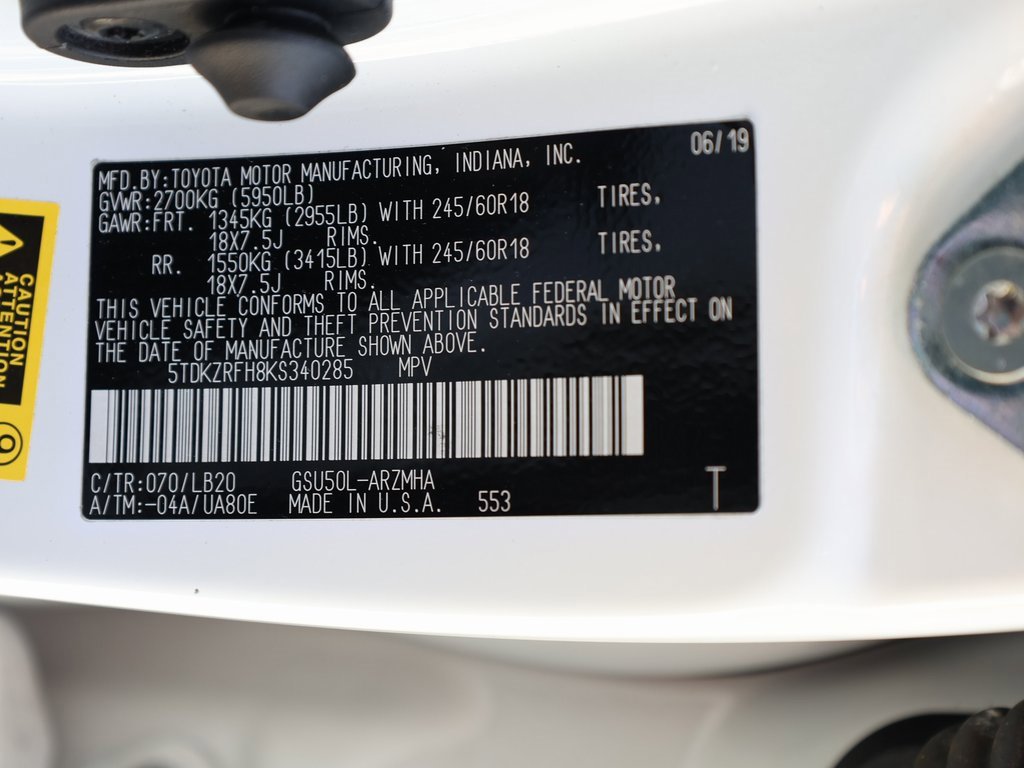 MFD.BY:TOYOTA MOTOR MANUFACTURING, INDIANA, INC. 06/19
GVWR:2700KG (5950LB)
GAWR:FRT. 1345KG (2955LB) WITH 245/60R18 TIRES,
18X7.5J RIMS.
RR. 1550KG (3415LB) WITH 245/60R18 TIRES,
18X7.5J RIMS.
THIS VEHICLE CONFORMS TO ALL APPLICABLE FEDERAL MOTOR
VEHICLE SAFETY AND THEFT PREVENTION STANDARDS IN EFFECT ON
THE DATE OF MANUFACTURE SHOWN ABOVE.
5TDKZRFH8KS340285 MPV
C/TR:070/LB20 GSU50L-ARZMHA
A/TM:-04A/UA80E MADE IN U.S.A. 553 T
CAUTION
ATTENTION